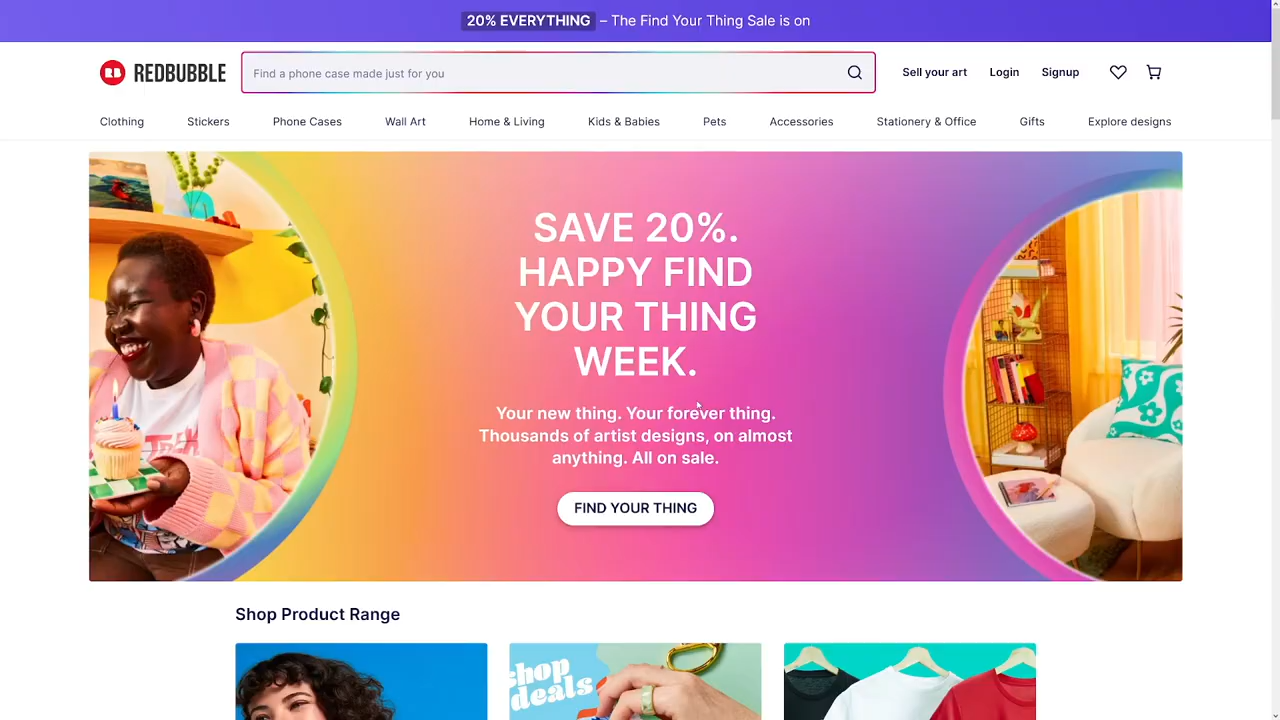 20% EVERYTHING – The Find Your Thing Sale is on
RB REDBUBBLE
Find a phone case made just for you
Sell your art
Login
Signup
Clothing
Stickers
Phone Cases
Wall Art
Home & Living
Kids & Babies
Pets
Accessories
Stationery & Office
Gifts
Explore designs
SAVE 20%.
HAPPY FIND
YOUR THING
WEEK.
Your new thing. Your forever thing.
Thousands of artist designs, on almost
anything. All on sale.
FIND YOUR THING
Shop Product Range
shop
deals